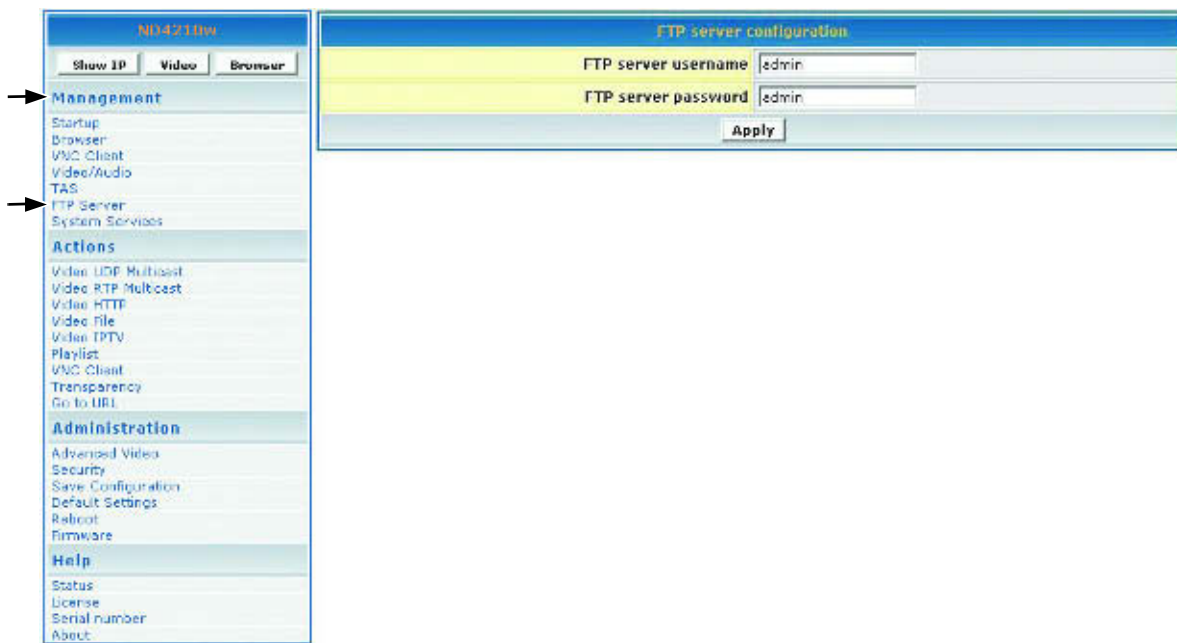 ND4210w
Show IP Video Browser
Management
Startup
Browser
VNC Client
Video/Audio
TAS
FTP Server
System Services
Actions
Video UDP Multicast
Video RTP Multicast
Video HTTP
Video File
Video IPTV
Playlist
VNC Client
Transparency
Go to URL
Administration
Advanced Video
Security
Save Configuration
Default Settings
Reboot
Firmware
Help
Status
License
Serial number
About
FTP server configuration
FTP server username admin
FTP server password admin
Apply